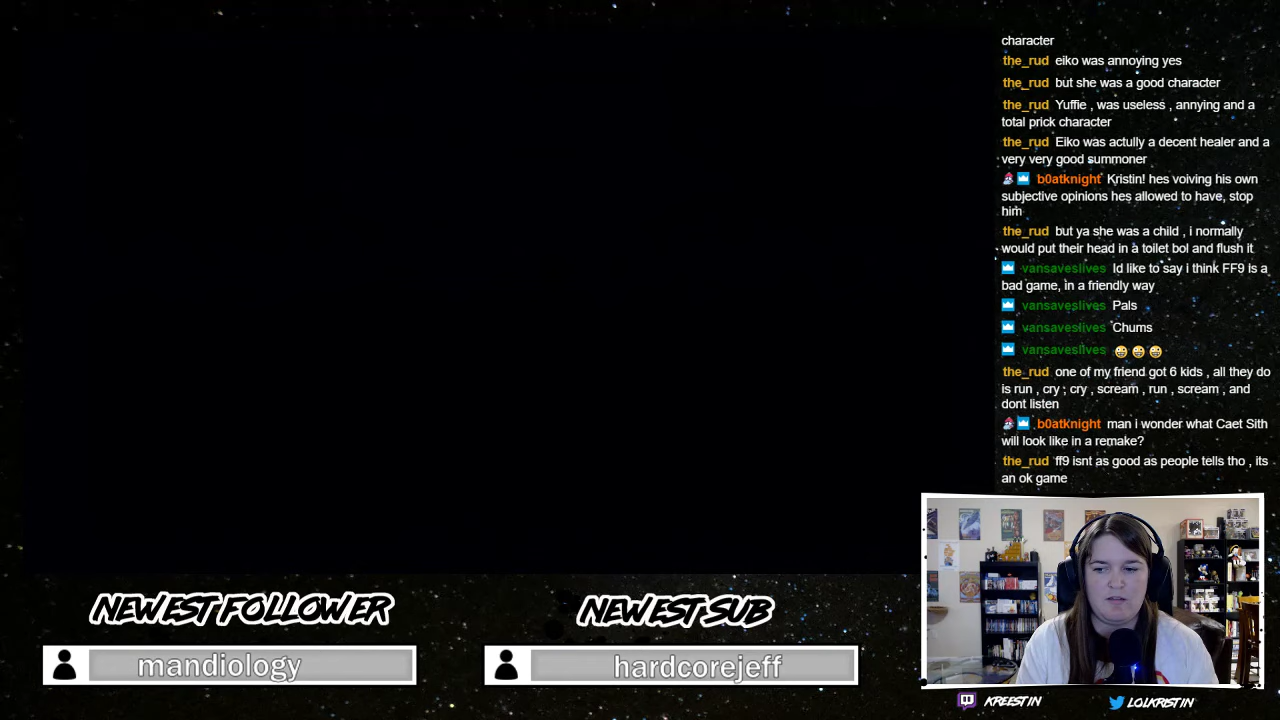 character
the_rud eiko was annoying yes
the_rud but she was a good character
the_rud Yuffie , was useless , annying and a
total prick character
the_rud Eiko was actully a decent healer and a
very very good summoner
b0atknight Kristin! hes voiving his own
subjective opinions hes allowed to have, stop
him
the_rud but ya she was a child , i normally
would put their head in a toilet bol and flush it
vansaveslives Id like to say i think FF9 is a
bad game, in a friendly way
vansaveslives Pals
vansaveslives Chums
vansaveslives
the_rud one of my friend got 6 kids , all they do
is run , cry , cry , scream , run , scream , and
dont listen
b0atknight man i wonder what Caet Sith
will look like in a remake?
the_rud ff9 isnt as good as people tells tho , its
an ok game
NEWEST FOLLOWER
mandiology
NEWEST SUB
hardcorejeff
KREESTIN
LOLKRISTIN